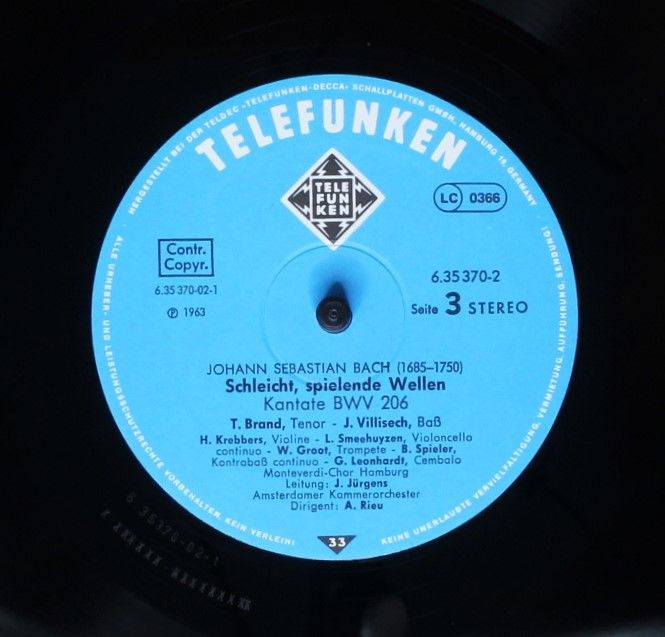 HERGESTELLT BEI DER TELDEC »TELEFUNKEN-DECCA« SCHALLPLATTEN GMBH, HAMBURG 19, GERMANY
TELEFUNKEN
TELE
FUN
KEN
LC 0366
Contr.
Copyr.
6.35 370-02-1
Ⓟ 1963
6.35 370-2
Seite 3 STEREO
JOHANN SEBASTIAN BACH (1685–1750)
Schleicht, spielende Wellen
Kantate BWV 206
T. Brand, Tenor - J. Villisech, Baß
H. Krebbers, Violine - L. Smeehuyzen, Violoncello
continuo - W. Groot, Trompete - B. Spieler,
Kontrabaß continuo - G. Leonhardt, Cembalo
Monteverdi-Chor Hamburg
Leitung: J. Jürgens
Amsterdamer Kammerorchester
Dirigent: A. Rieu
33
ALLE URHEBER- UND LEISTUNGSSCHUTZRECHTE VORBEHALTEN. KEIN VERLEIH!
KEINE UNERLAUBTE VERVIELFÄLTIGUNG, VERMIETUNG, AUFFÜHRUNG, SENDUNG!
6 35370-02-1